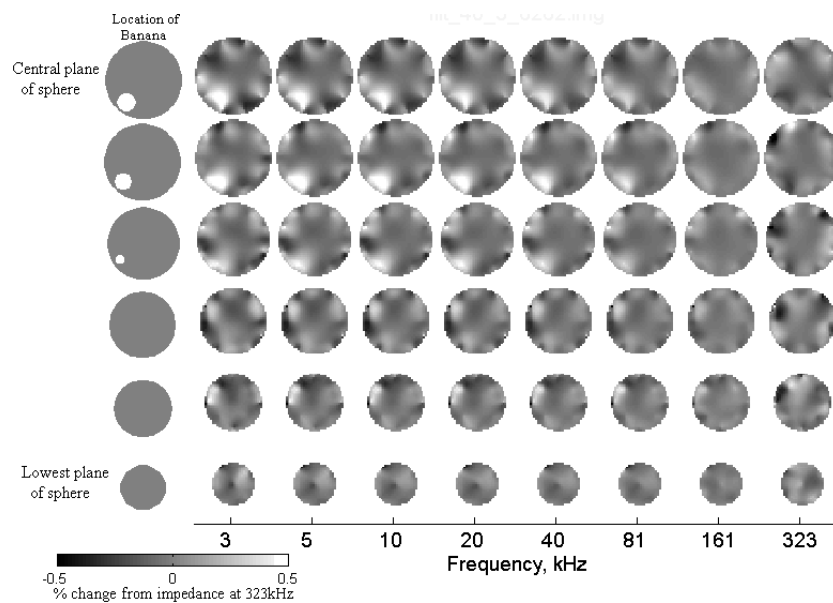 Location of
Banana
Central plane
of sphere
Lowest plane
of sphere
3 5 10 20 40 81 161 323
Frequency, kHz
-0.5 0 0.5
% change from impedance at 323kHz